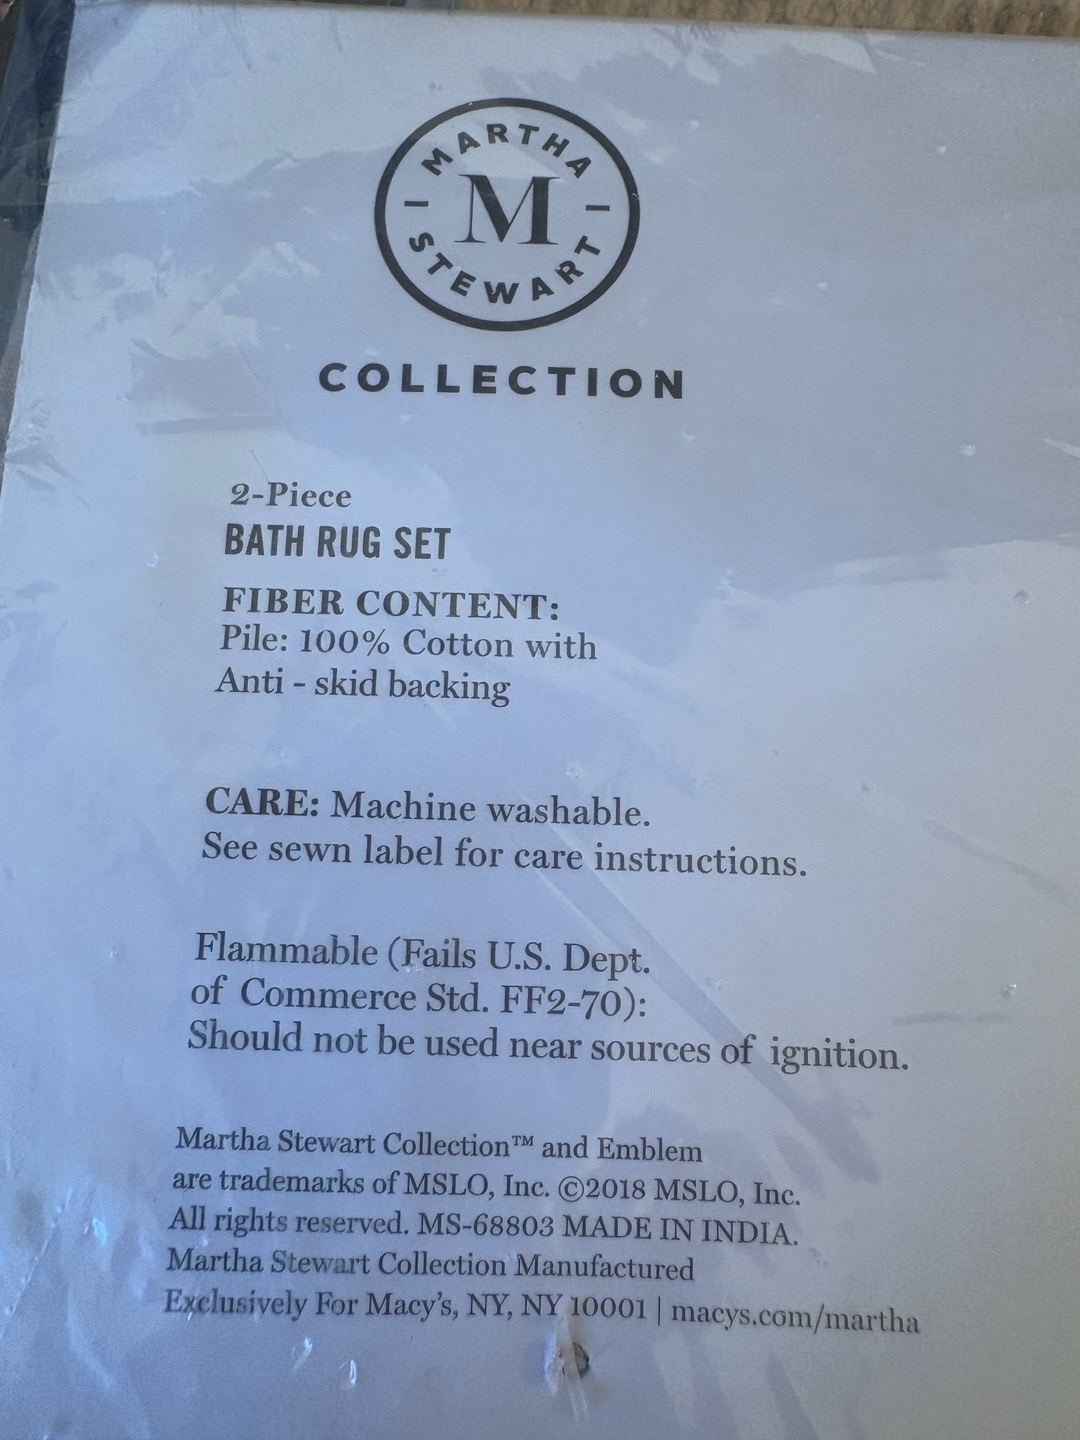 MARTHA
M
STEWART
COLLECTION
2-Piece
BATH RUG SET
FIBER CONTENT:
Pile: 100% Cotton with
Anti - skid backing
CARE: Machine washable.
See sewn label for care instructions.
Flammable (Fails U.S. Dept.
of Commerce Std. FF2-70):
Should not be used near sources of ignition.
Martha Stewart Collection™ and Emblem
are trademarks of MSLO, Inc. ©2018 MSLO, Inc.
All rights reserved. MS-68803 MADE IN INDIA.
Martha Stewart Collection Manufactured
Exclusively For Macy's, NY, NY 10001 | macys.com/martha